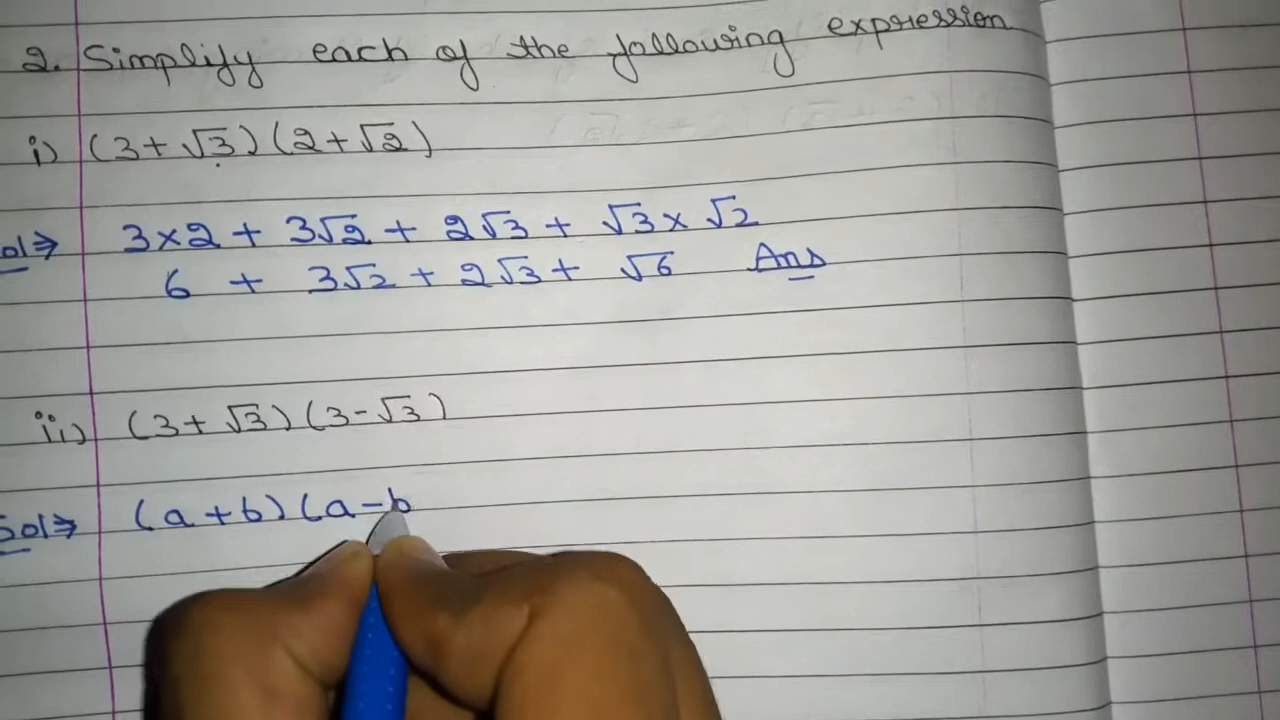 2. Simplify each of the following expression
i) (3+√3)(2+√2)
Sol⇒ 3×2 + 3√2 + 2√3 + √3×√2
6 + 3√2 + 2√3 + √6 Ans
ii) (3+√3)(3-√3)
Sol⇒ (a+b)(a-b